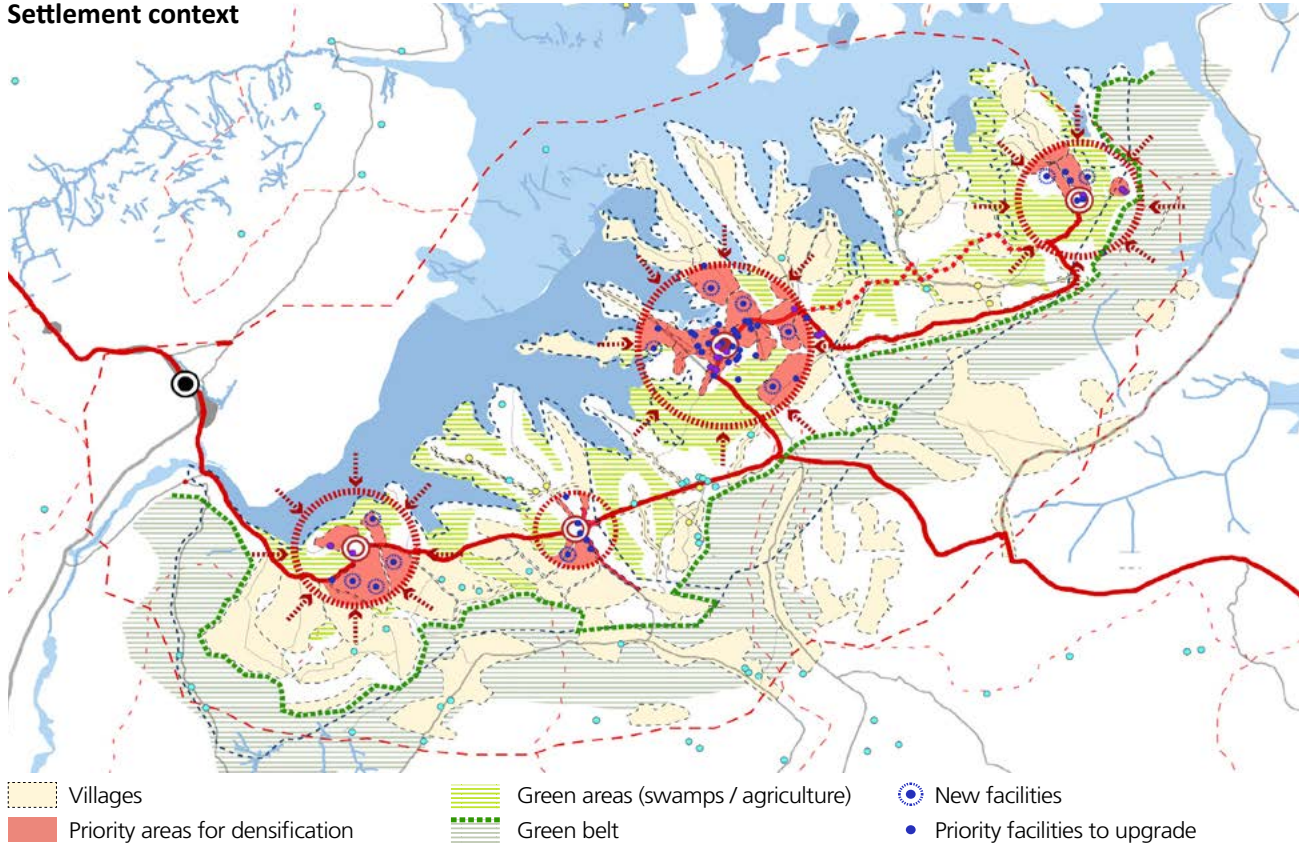 Settlement context
Villages
Priority areas for densification
Green areas (swamps / agriculture)
Green belt
New facilities
Priority facilities to upgrade